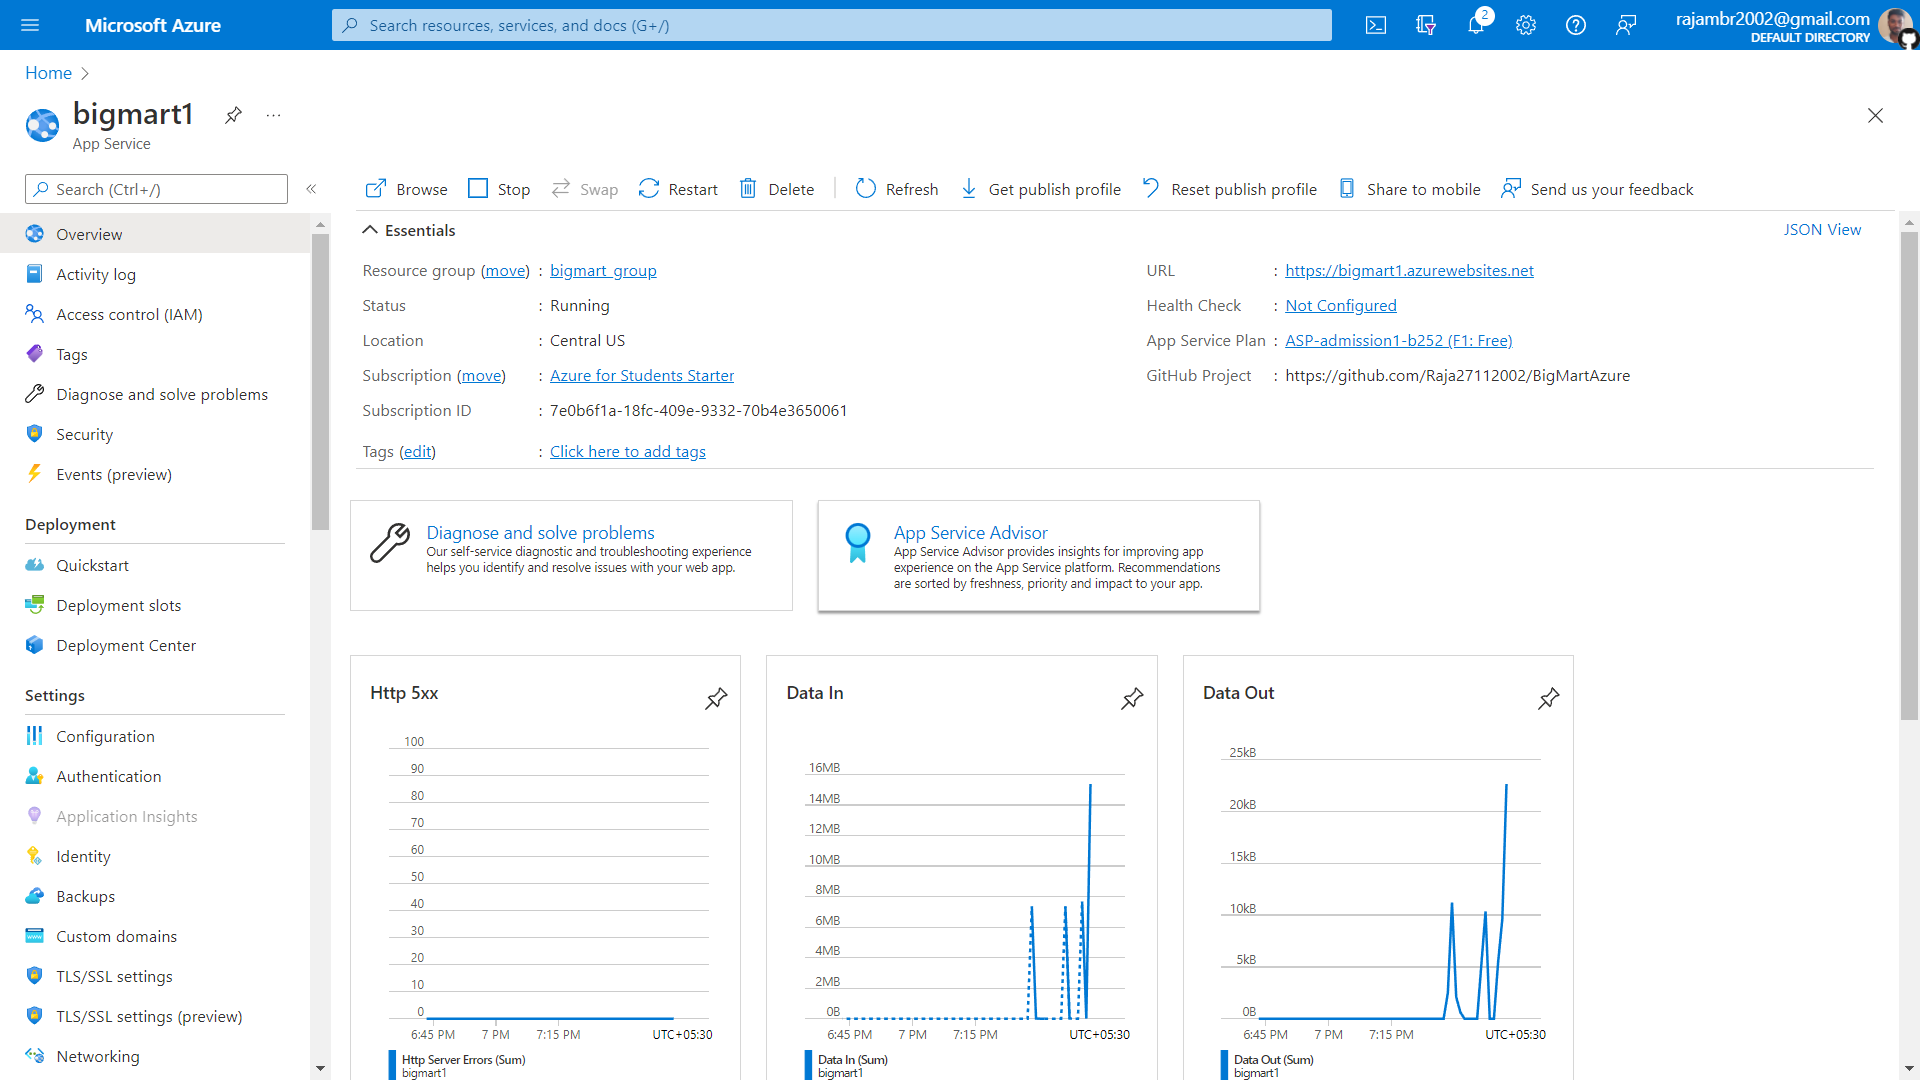 Microsoft Azure
Search resources, services, and docs (G+/)
2
rajambr2002@gmail.com
DEFAULT DIRECTORY
Home
bigmart1
...
App Service
Search (Ctrl+/)
«
Browse
Stop
Swap
Restart
Delete
Refresh
Get publish profile
Reset publish profile
Share to mobile
Send us your feedback
Overview
Activity log
Access control (IAM)
Tags
Diagnose and solve problems
Security
Events (preview)
Deployment
Quickstart
Deployment slots
Deployment Center
Settings
Configuration
Authentication
Application Insights
Identity
Backups
Custom domains
TLS/SSL settings
TLS/SSL settings (preview)
Networking
Essentials
JSON View
Resource group (move) : bigmart_group
Status : Running
Location : Central US
Subscription (move) : Azure for Students Starter
Subscription ID : 7e0b6f1a-18fc-409e-9332-70b4e3650061
Tags (edit) : Click here to add tags
URL : https://bigmart1.azurewebsites.net
Health Check : Not Configured
App Service Plan : ASP-admission1-b252 (F1: Free)
GitHub Project : https://github.com/Raja27112002/BigMartAzure
Diagnose and solve problems
Our self-service diagnostic and troubleshooting experience
helps you identify and resolve issues with your web app.
App Service Advisor
App Service Advisor provides insights for improving app
experience on the App Service platform. Recommendations
are sorted by freshness, priority and impact to your app.
Http 5xx
100
90
80
70
60
50
40
30
20
10
0
6:45 PM 7 PM 7:15 PM UTC+05:30
Http Server Errors (Sum)
bigmart1
Data In
16MB
14MB
12MB
10MB
8MB
6MB
4MB
2MB
0B
6:45 PM 7 PM 7:15 PM UTC+05:30
Data In (Sum)
bigmart1
Data Out
25kB
20kB
15kB
10kB
5kB
0B
6:45 PM 7 PM 7:15 PM UTC+05:30
Data Out (Sum)
bigmart1